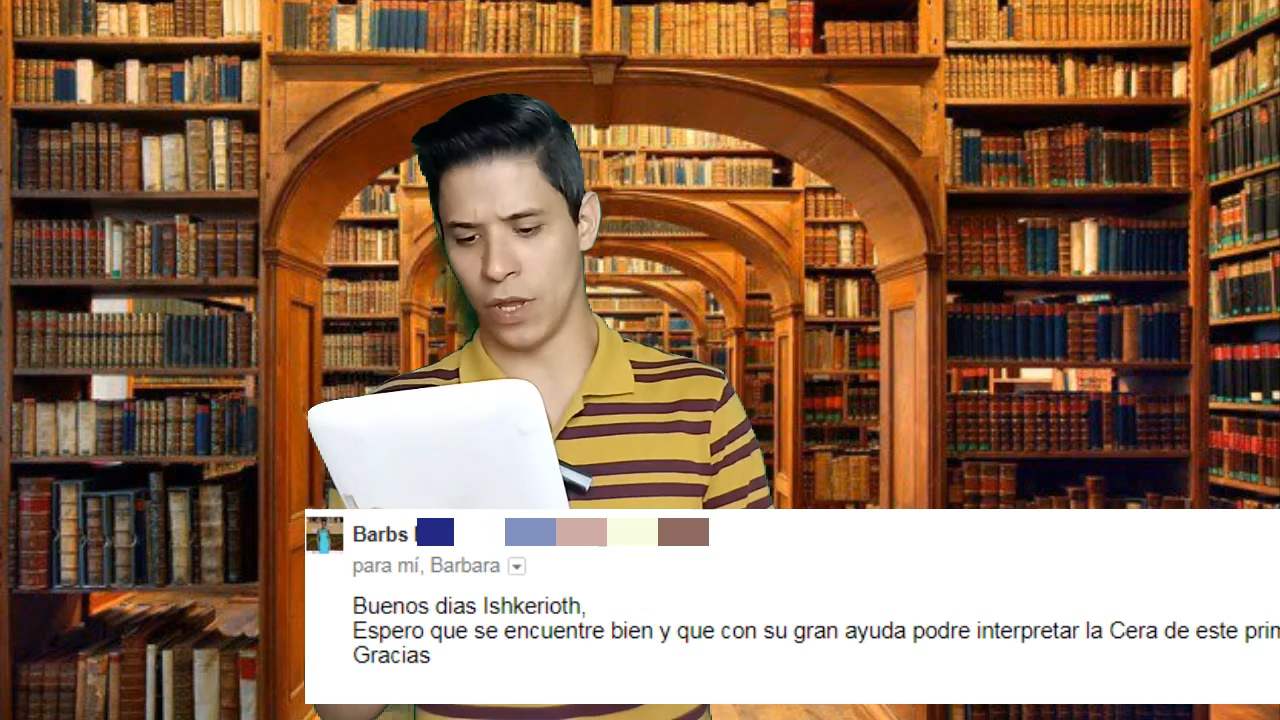 Barbs
para mí, Barbara
Buenos dias Ishkerioth,
Espero que se encuentre bien y que con su gran ayuda podre interpretar la Cera de este
Gracias